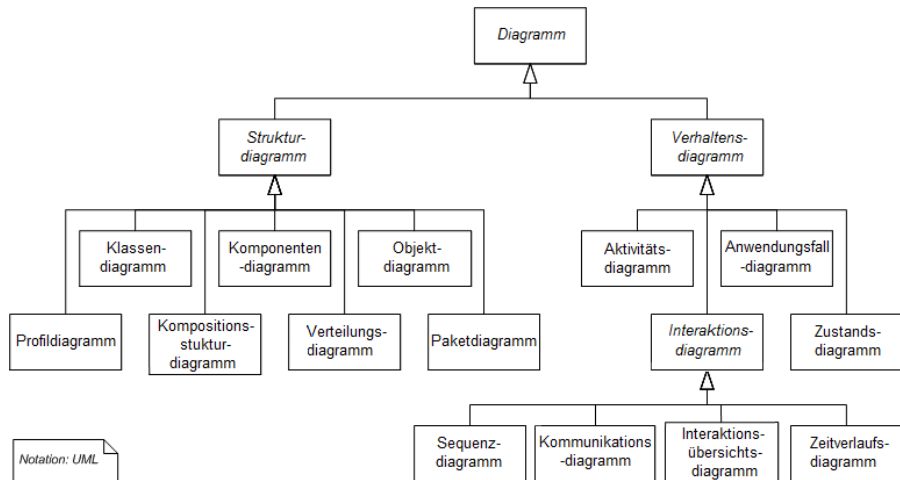 Diagramm
Struktur-
diagramm
Verhaltens-
diagramm
Klassen-
diagramm
Komponenten
-diagramm
Objekt-
diagramm
Aktivitäts-
diagramm
Anwendungsfall
-diagramm
Profildiagramm
Kompositions-
stuktur-
diagramm
Verteilungs-
diagramm
Paketdiagramm
Interaktions-
diagramm
Zustands-
diagramm
Sequenz-
diagramm
Kommunikations
-diagramm
Interaktions-
übersichts-
diagramm
Zeitverlaufs-
diagramm
Notation: UML